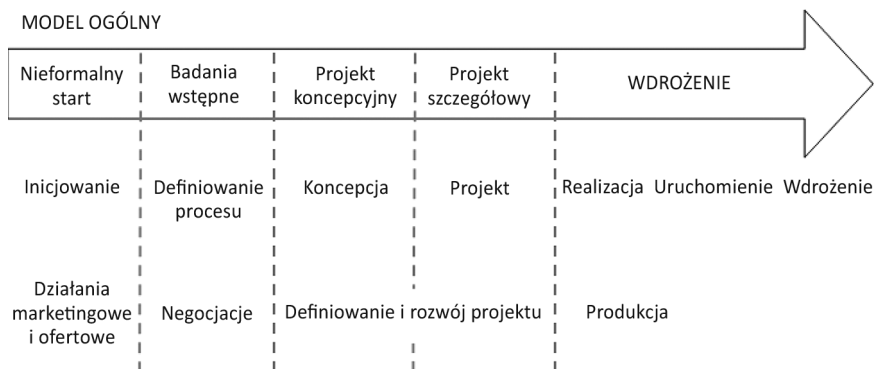 MODEL OGÓLNY
Nieformalny start
Badania wstępne
Projekt koncepcyjny
Projekt szczegółowy
WDROŻENIE
Inicjowanie
Definiowanie procesu
Koncepcja
Projekt
Realizacja
Uruchomienie
Wdrożenie
Działania marketingowe i ofertowe
Negocjacje
Definiowanie i rozwój projektu
Produkcja